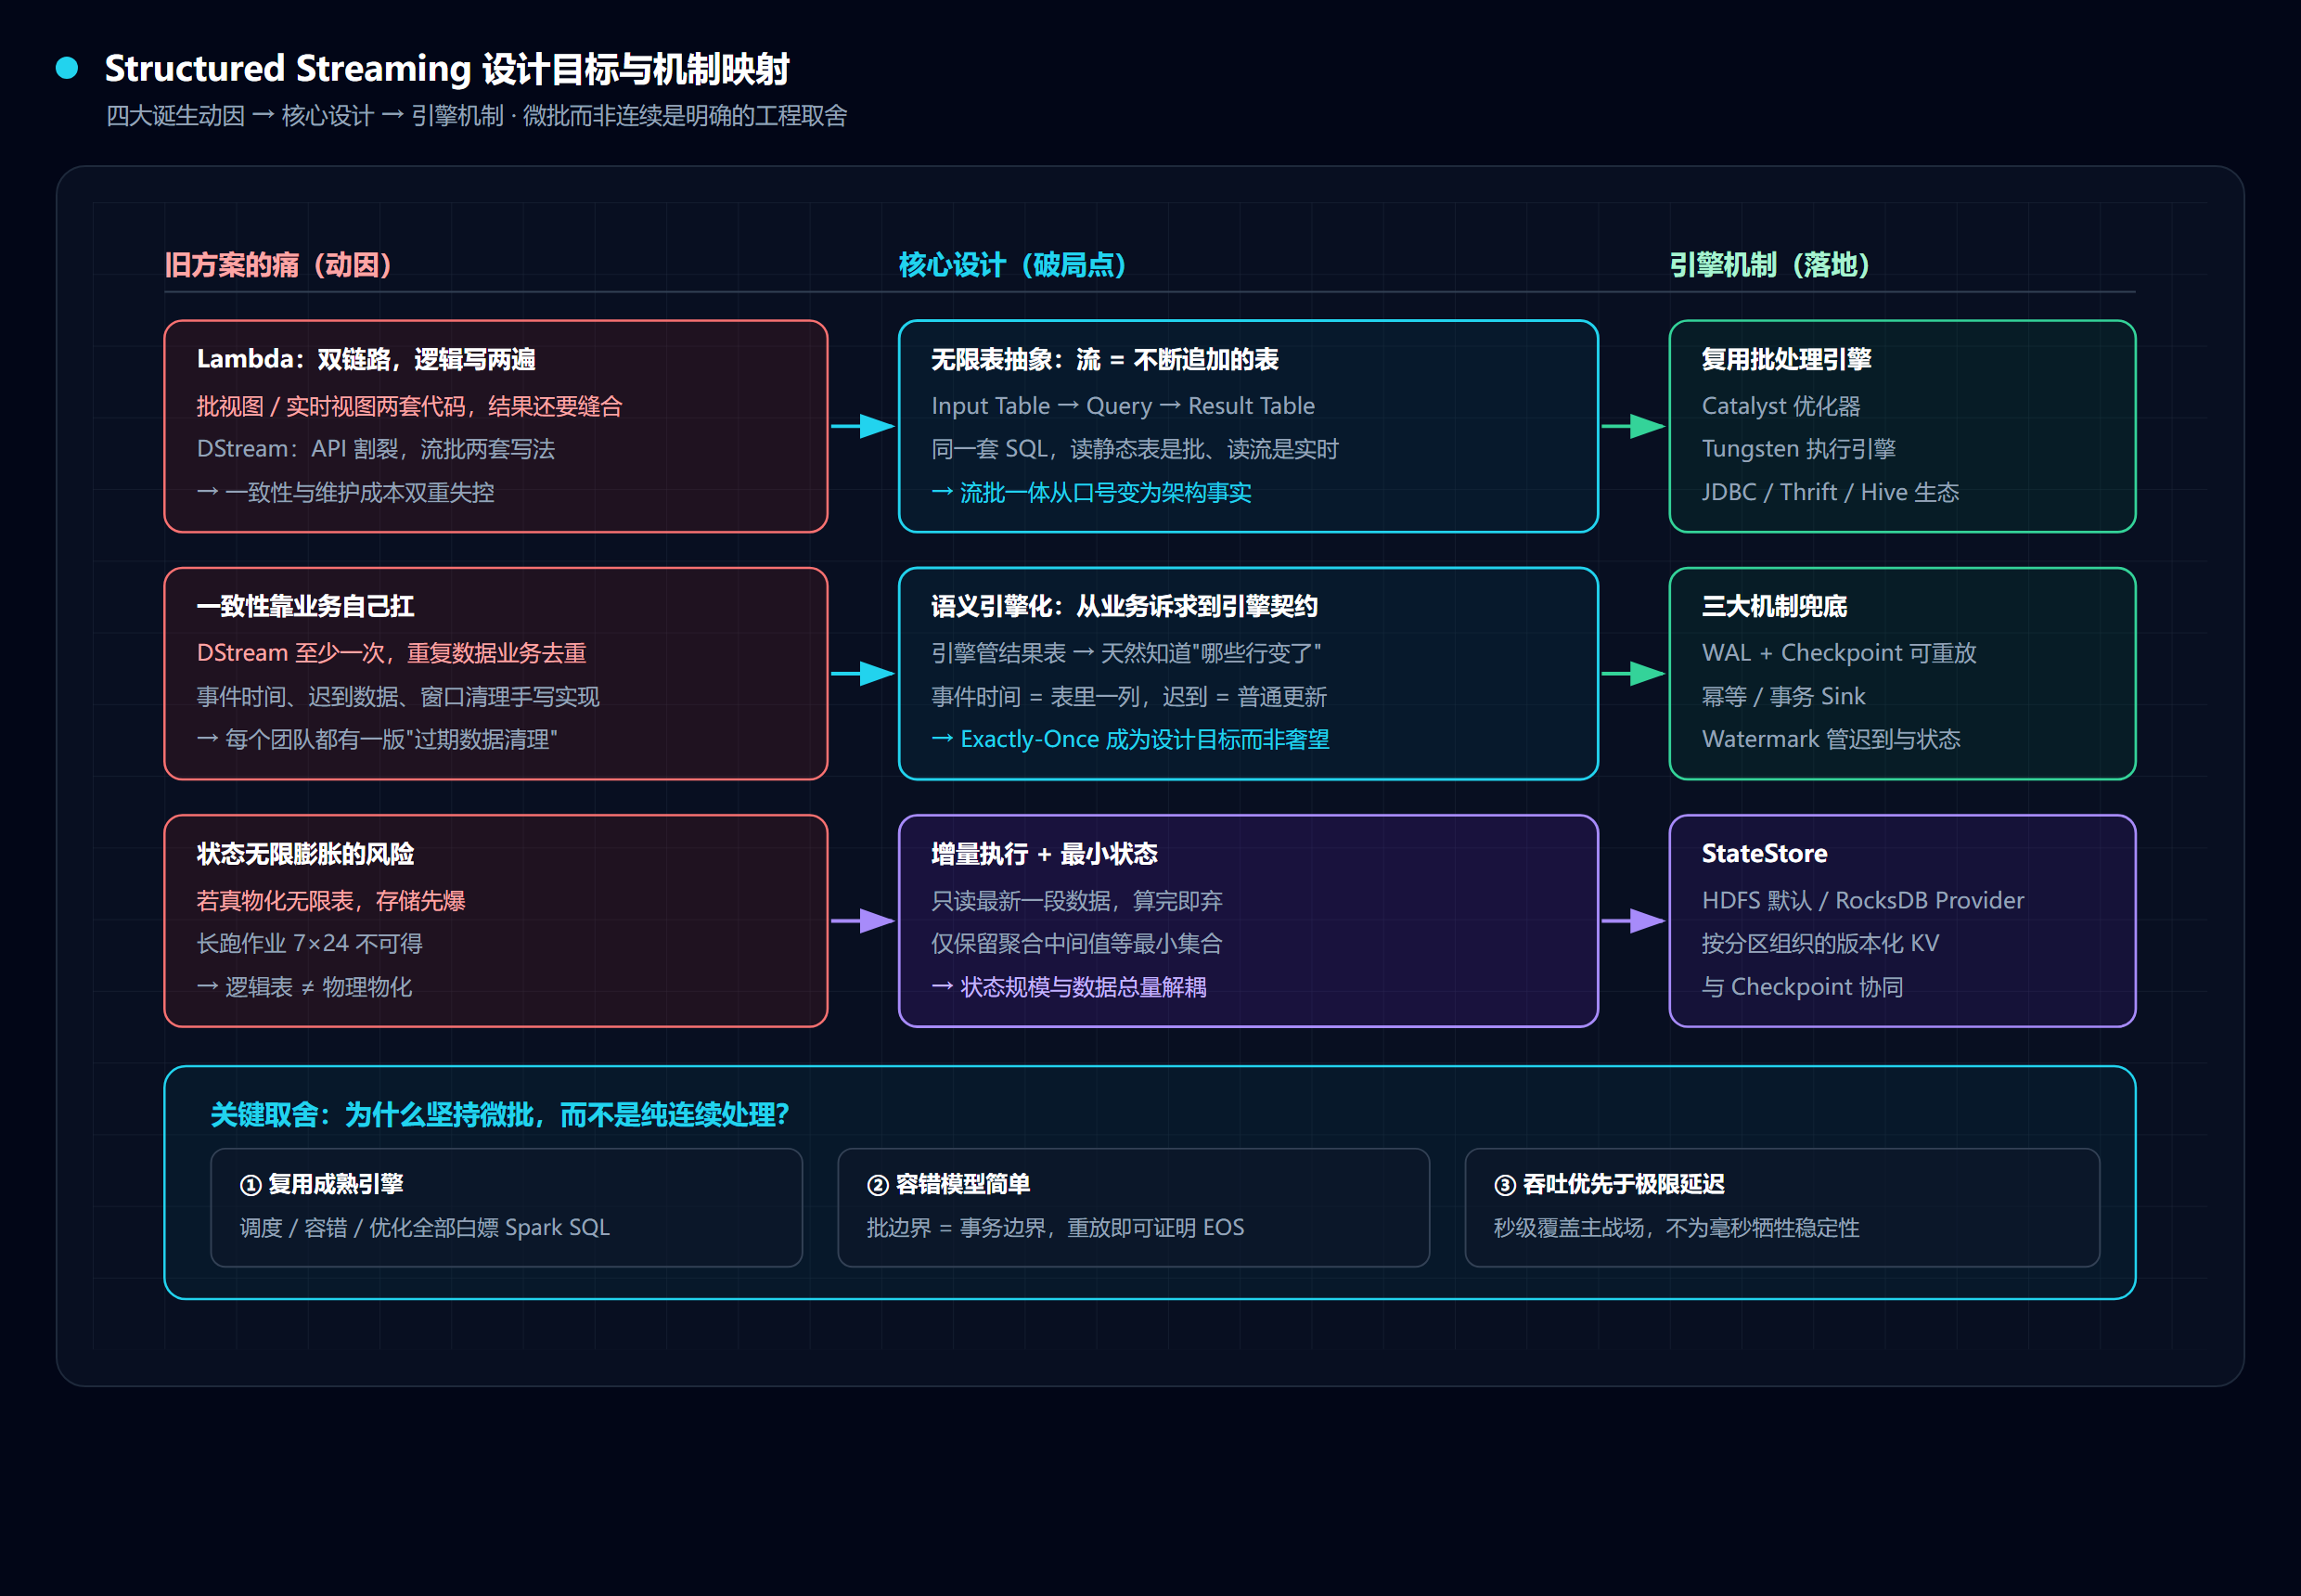 Structured Streaming 设计目标与机制映射
四大诞生动因 → 核心设计 → 引擎机制 · 微批而非连续是明确的工程取舍
旧方案的痛（动因）
核心设计（破局点）
引擎机制（落地）
Lambda：双链路，逻辑写两遍
批视图 / 实时视图两套代码，结果还要缝合
DStream：API 割裂，流批两套写法
→ 一致性与维护成本双重失控
无限表抽象：流 = 不断追加的表
Input Table → Query → Result Table
同一套 SQL，读静态表是批、读流是实时
→ 流批一体从口号变为架构事实
复用批处理引擎
Catalyst 优化器
Tungsten 执行引擎
JDBC / Thrift / Hive 生态
一致性靠业务自己扛
DStream 至少一次，重复数据业务去重
事件时间、迟到数据、窗口清理手写实现
→ 每个团队都有一版"过期数据清理"
语义引擎化：从业务诉求到引擎契约
引擎管结果表 → 天然知道"哪些行变了"
事件时间 = 表里一列，迟到 = 普通更新
→ Exactly-Once 成为设计目标而非奢望
三大机制兜底
WAL + Checkpoint 可重放
幂等 / 事务 Sink
Watermark 管迟到与状态
状态无限膨胀的风险
若真物化无限表，存储先爆
长跑作业 7×24 不可得
→ 逻辑表 ≠ 物理物化
增量执行 + 最小状态
只读最新一段数据，算完即弃
仅保留聚合中间值等最小集合
→ 状态规模与数据总量解耦
StateStore
HDFS 默认 / RocksDB Provider
按分区组织的版本化 KV
与 Checkpoint 协同
关键取舍：为什么坚持微批，而不是纯连续处理？
① 复用成熟引擎
调度 / 容错 / 优化全部白嫖 Spark SQL
② 容错模型简单
批边界 = 事务边界，重放即可证明 EOS
③ 吞吐优先于极限延迟
秒级覆盖主战场，不为毫秒牺牲稳定性